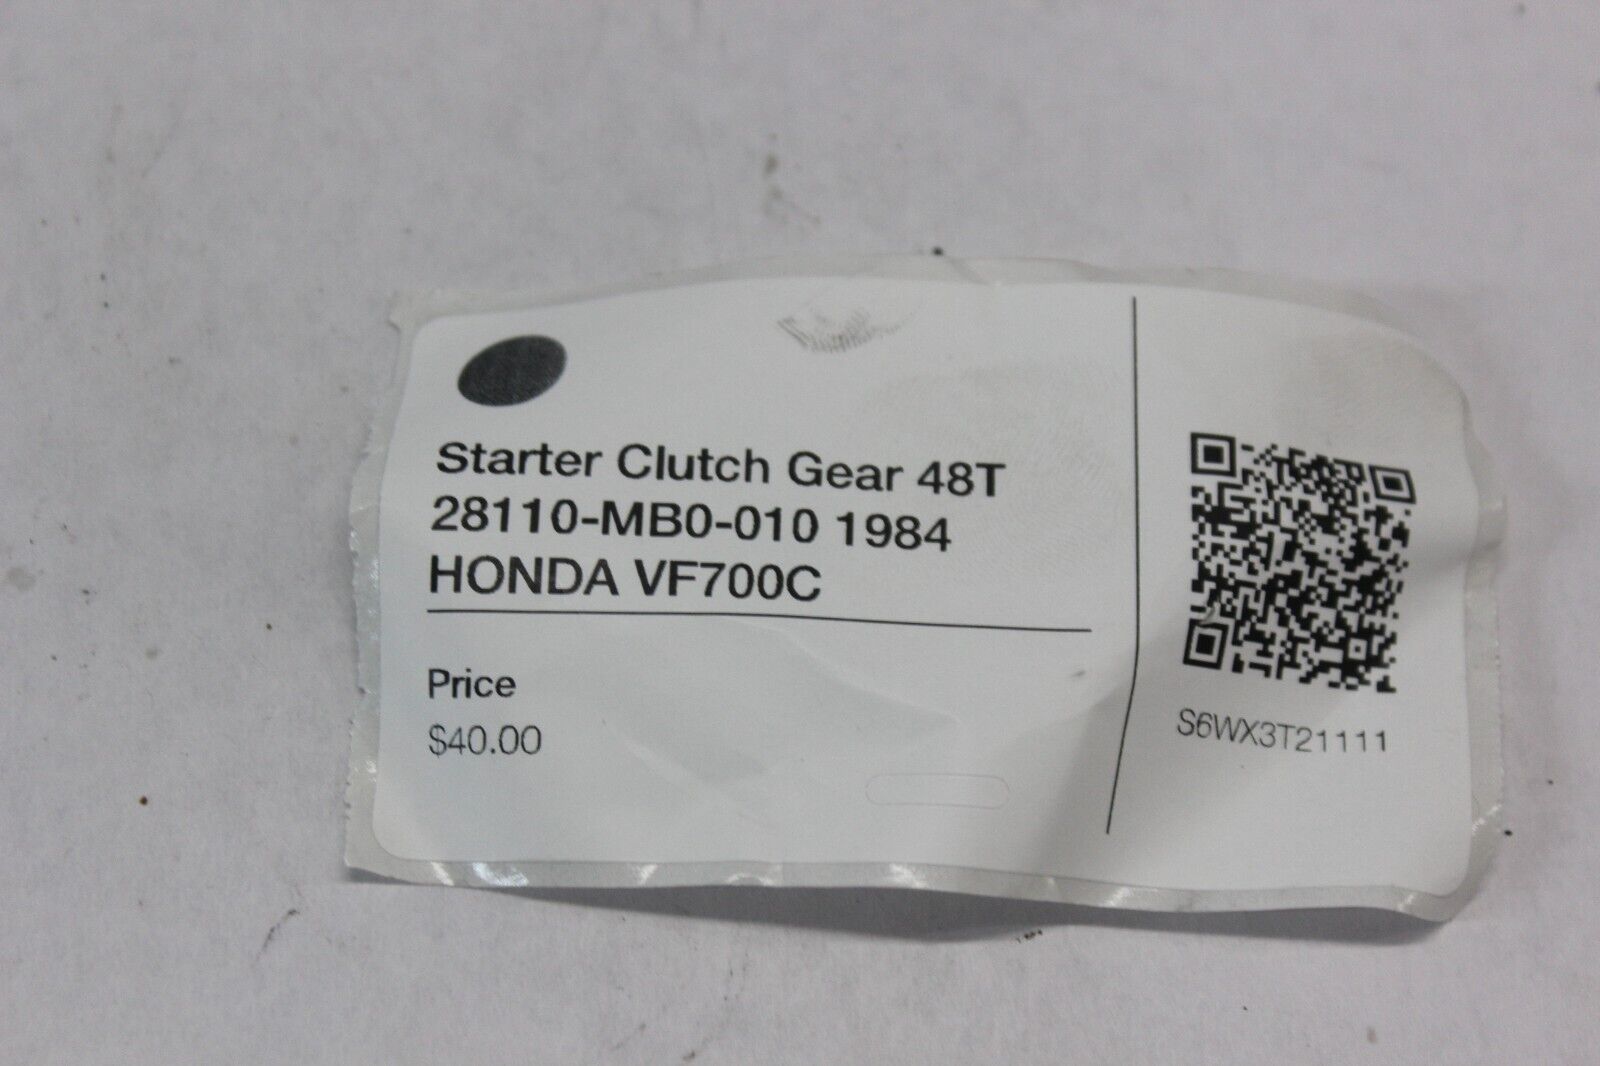 Starter Clutch Gear 48T
28110-MB0-010 1984
HONDA VF700C
Price
$40.00
S6WX3T21111